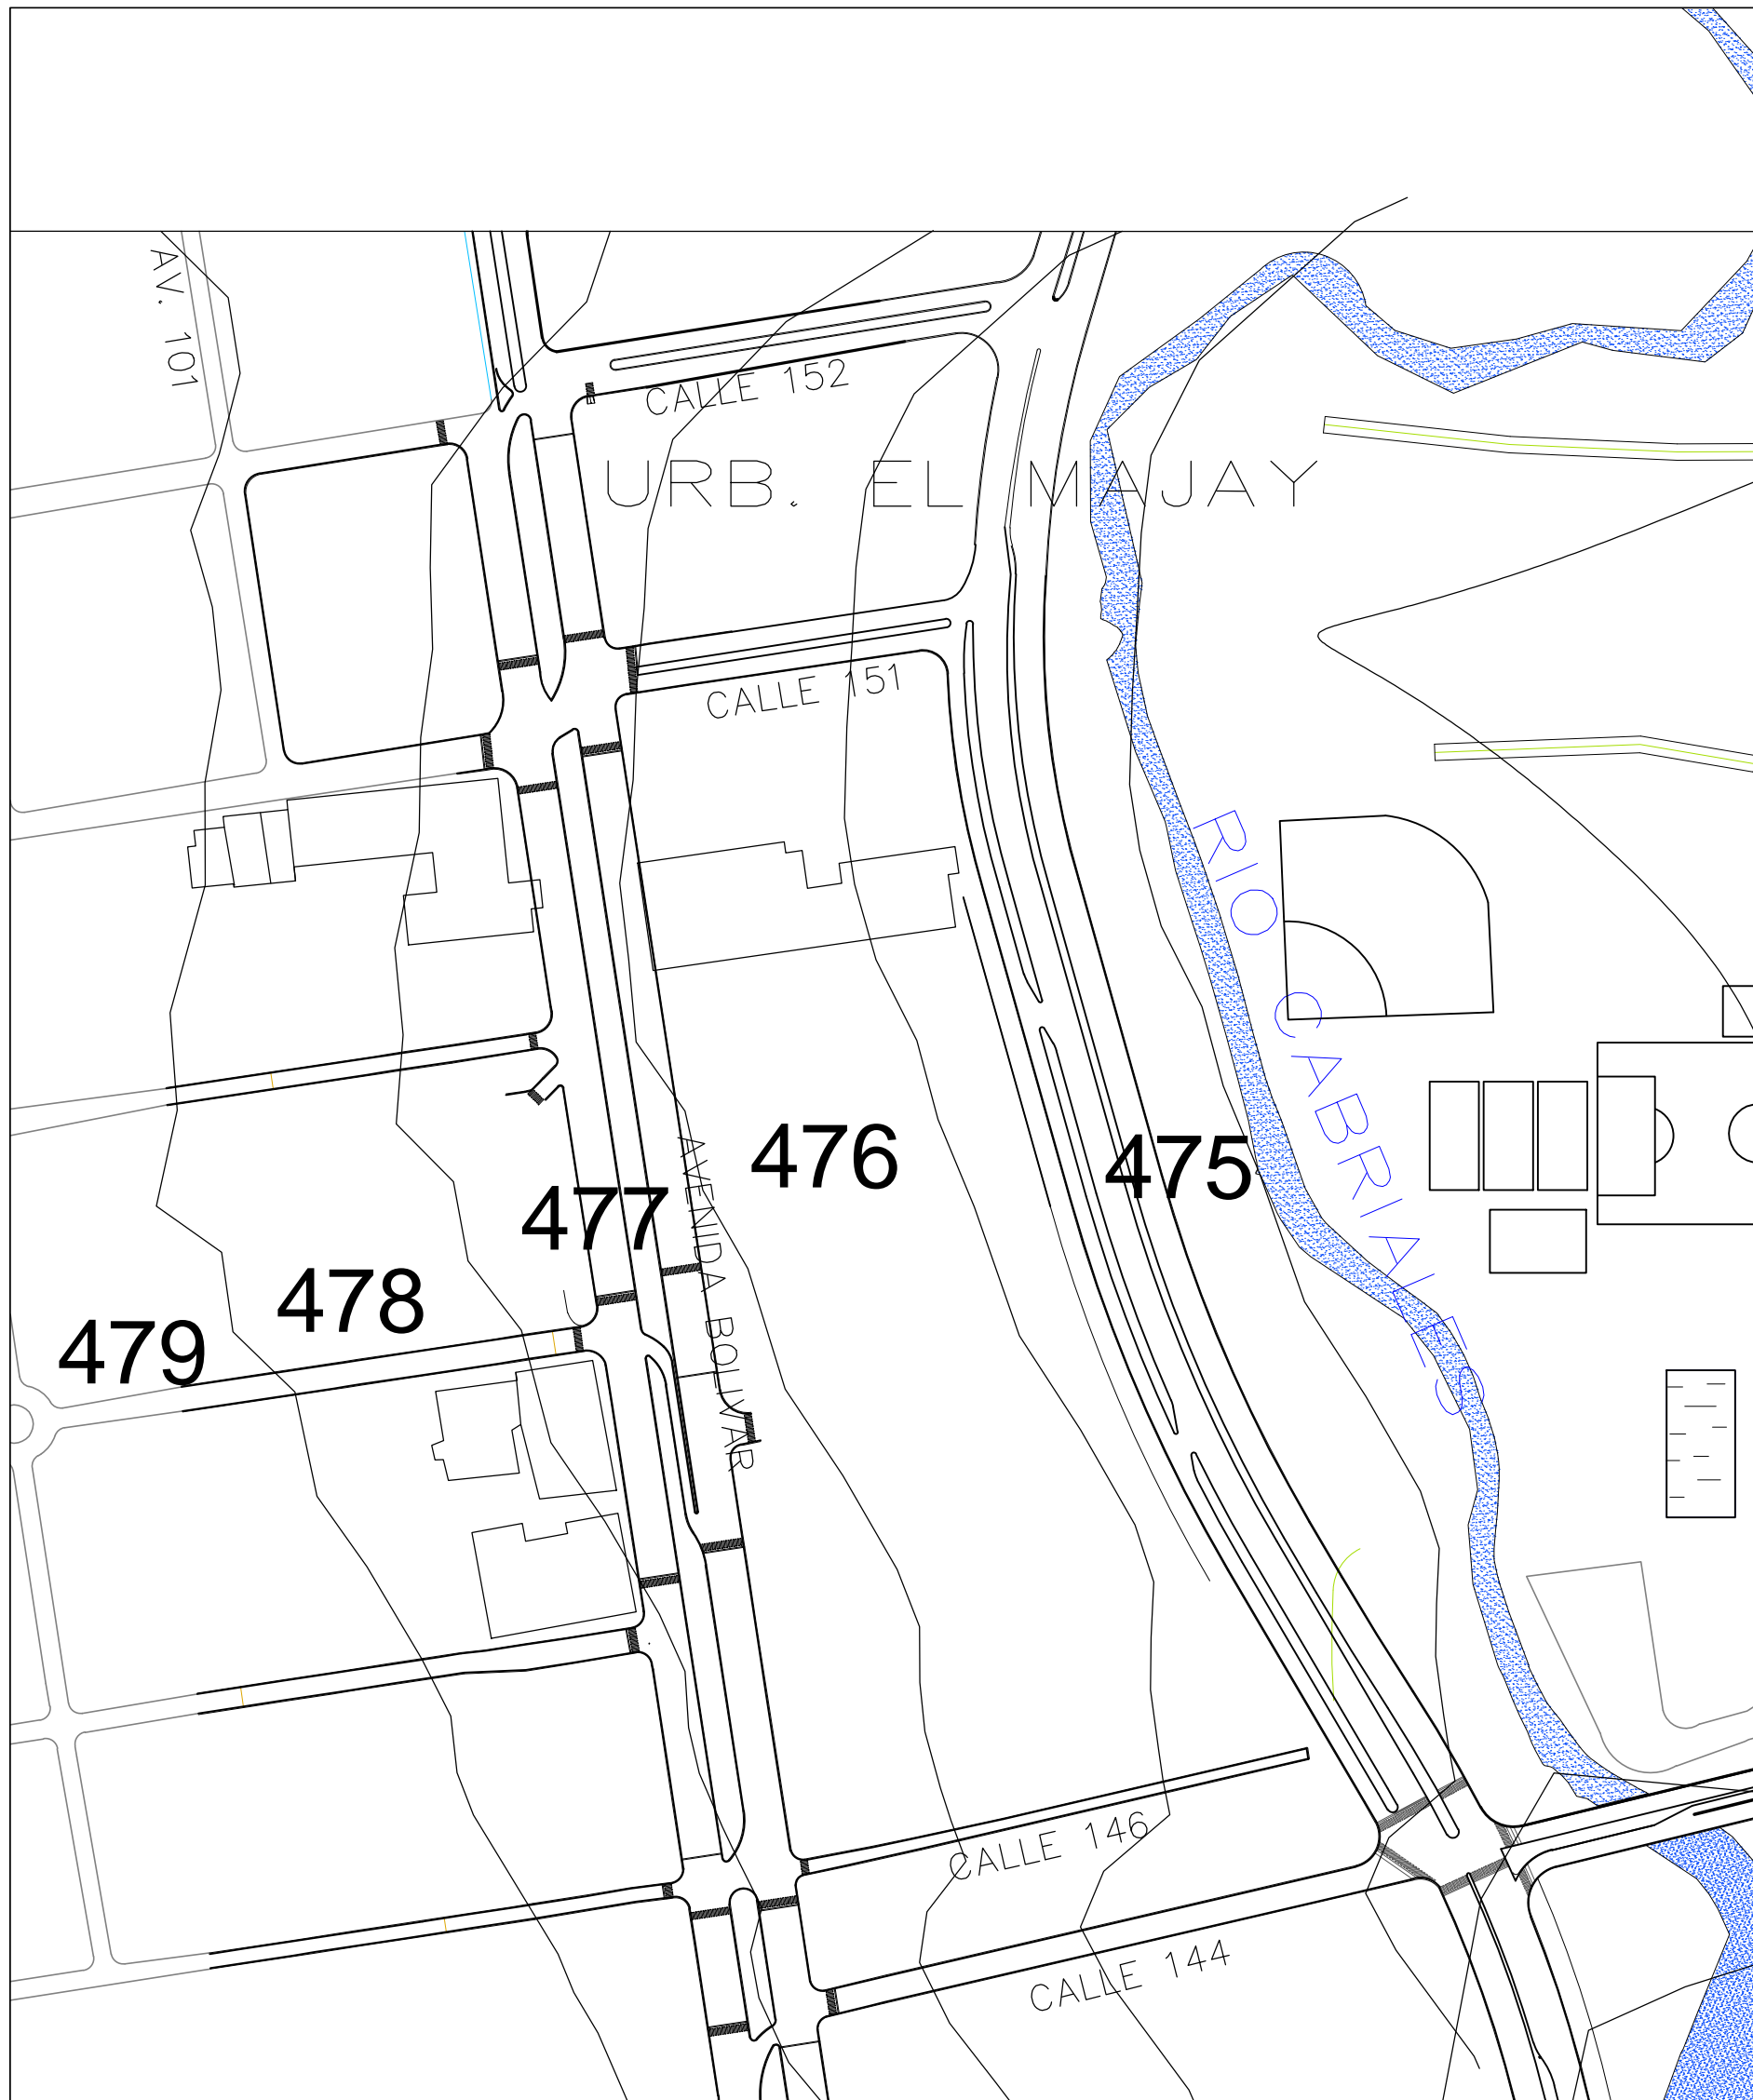 AV. 101
CALLE 152
URB. EL MAJAY
CALLE 151
RIO CABRIALES
476
475
477
AVENIDA BOLIVAR
478
479
CALLE 146
CALLE 144